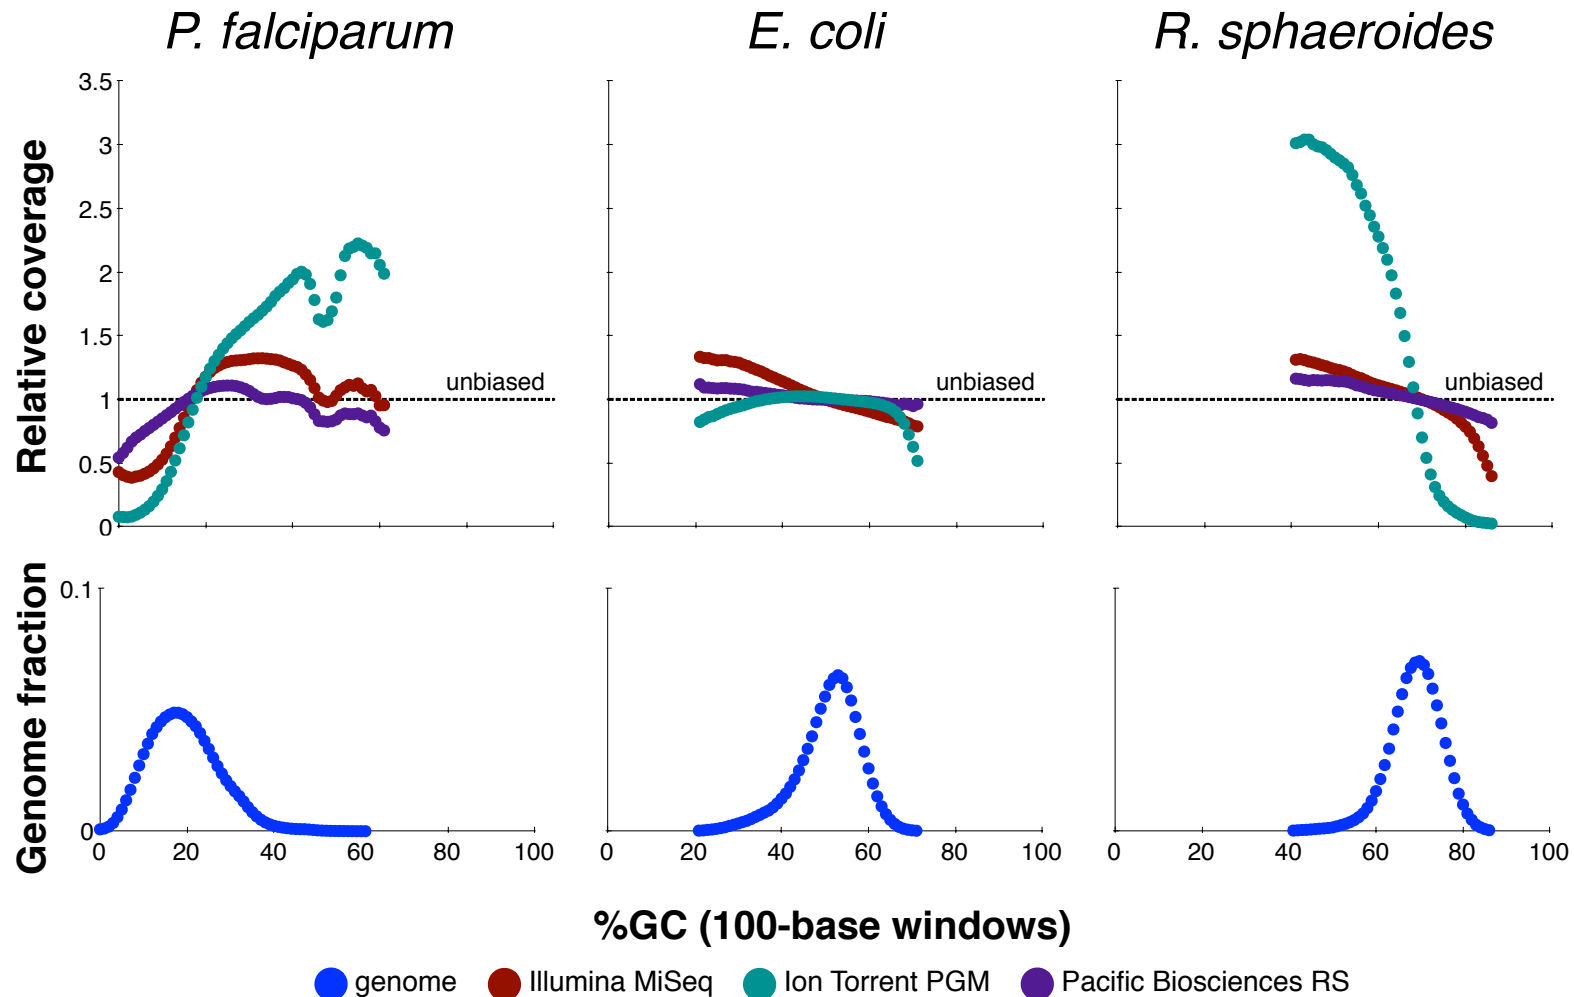 P. falciparum E. coli R. sphaeroides
Relative coverage
3.5
3
2.5
2
1.5
1
0.5
0
unbiased unbiased unbiased
Genome fraction
0.1
0
0 20 40 60 80 100 0 20 40 60 80 100 0 20 40 60 80 100
%GC (100-base windows)
genome Illumina MiSeq Ion Torrent PGM Pacific Biosciences RS